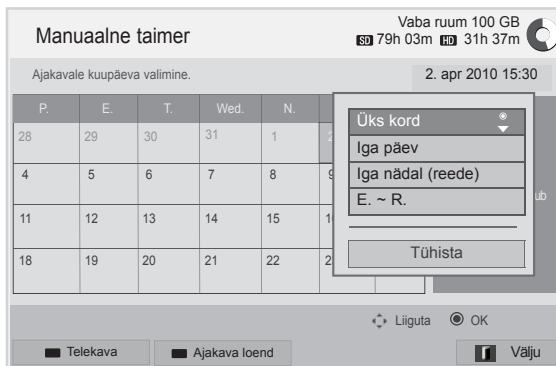 Manuaalne taimer
Vaba ruum 100 GB
SD 79h 03m HD 31h 37m
Ajakavale kuupäeva valimine.
2. apr 2010 15:30
P. E. T. Wed. N.
28 29 30 31 1
4 5 6 7 8 9
11 12 13 14 15
18 19 20 21 22
Üks kord
Iga päev
Iga nädal (reede)
E. ~ R.
Tühista
Liiguta OK
Telekava Ajakava loend Välju